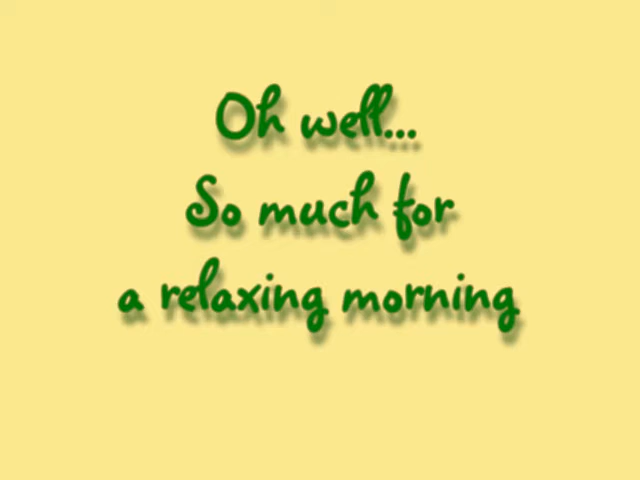 Oh well...
So much for
a relaxing morning